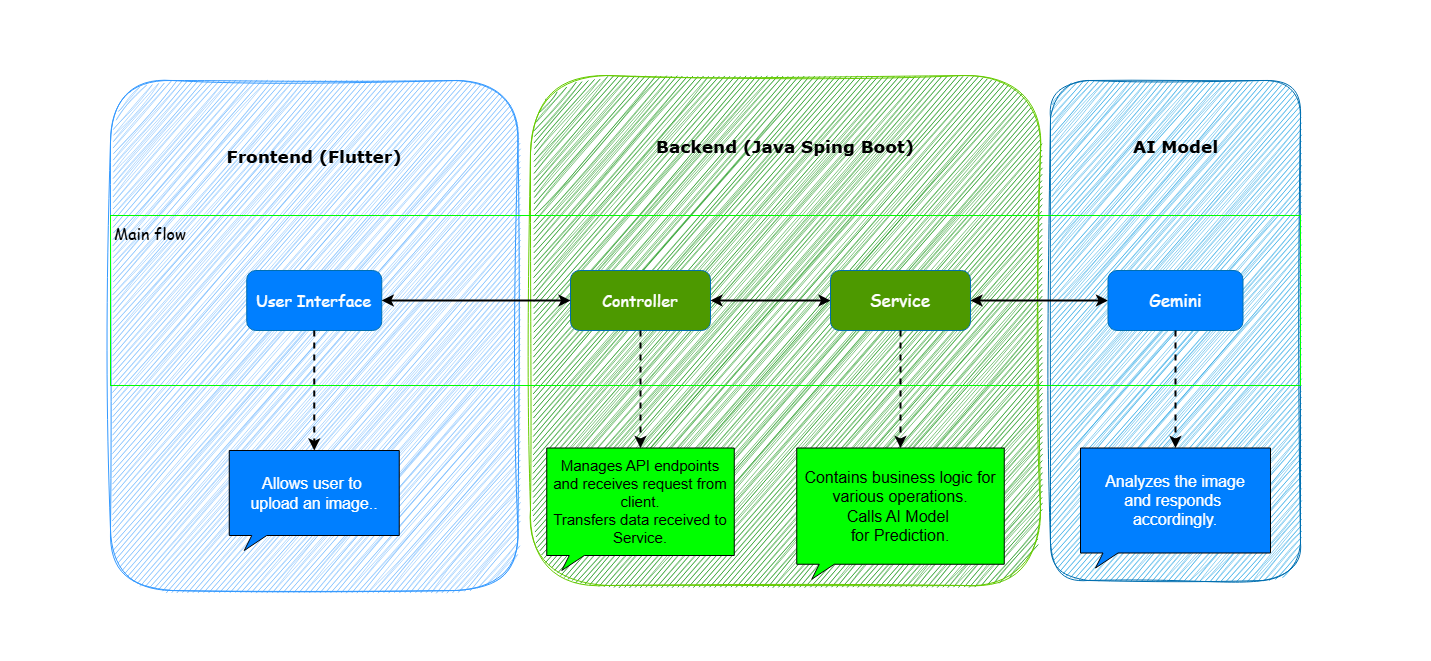 Frontend (Flutter)
Backend (Java Sping Boot)
AI Model
Main flow
User Interface
Controller
Service
Gemini
Allows user to
upload an image..
Manages API endpoints
and receives request from
client.
Transfers data received to
Service.
Contains business logic for
various operations.
Calls AI Model
for Prediction.
Analyzes the image
and responds
accordingly.